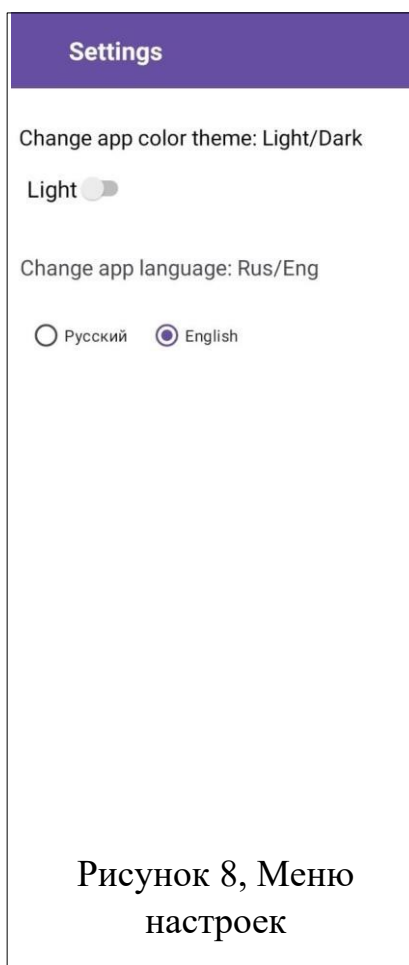 Settings
Change app color theme: Light/Dark
Light
Change app language: Rus/Eng
Русский English
Рисунок 8, Меню
настроек